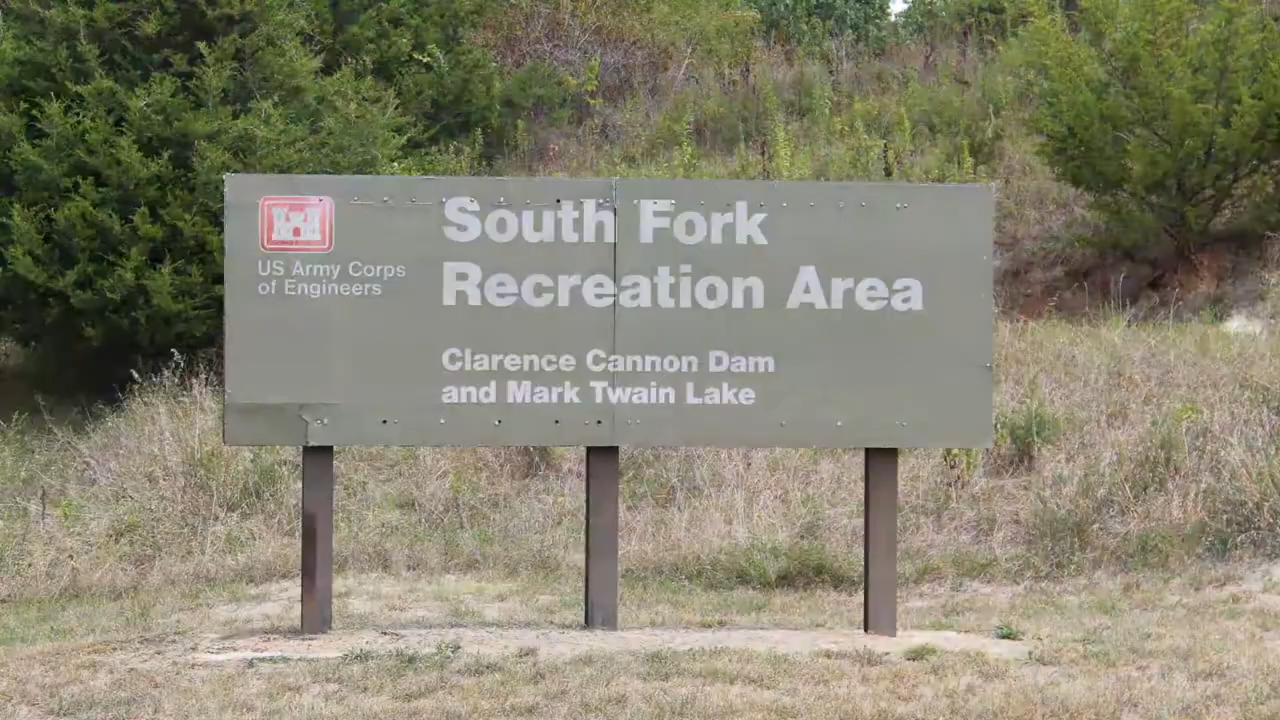 US Army Corps
of Engineers
South Fork
Recreation Area
Clarence Cannon Dam
and Mark Twain Lake